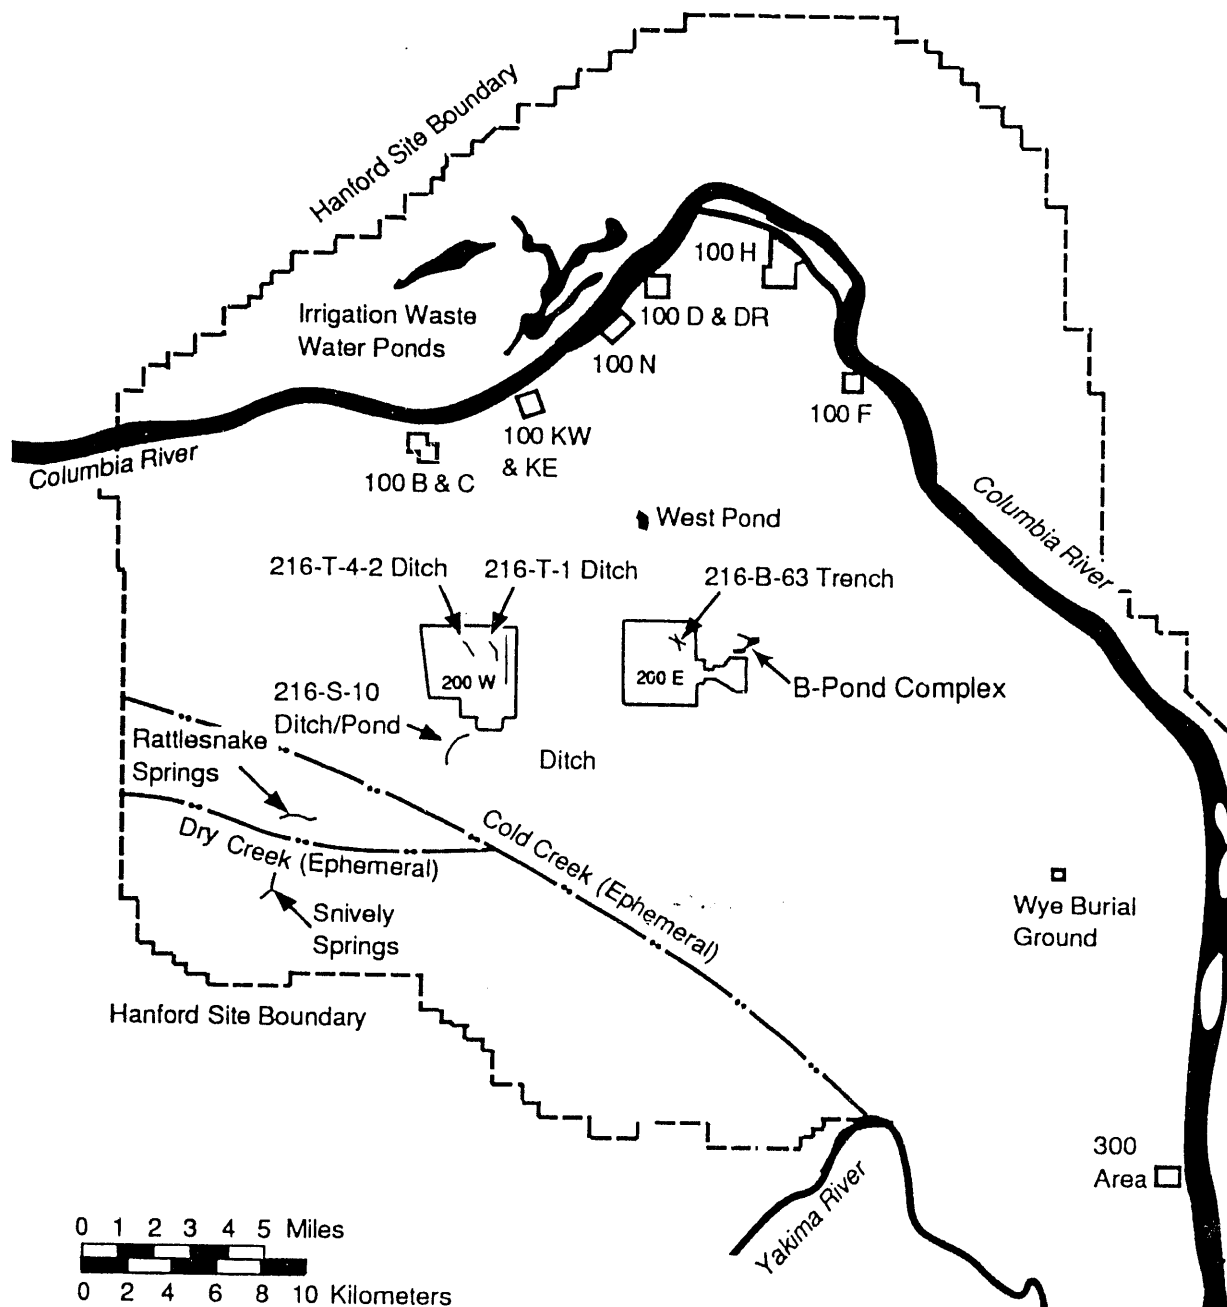 Hanford Site Boundary
100 H
Irrigation Waste
Water Ponds
100 D & DR
100 N
100 F
100 KW
& KE
Columbia River
100 B & C
Columbia River
West Pond
216-T-4-2 Ditch
216-T-1 Ditch
216-B-63 Trench
200 W
200 E
B-Pond Complex
216-S-10
Ditch/Pond
Rattlesnake
Springs
Ditch
Dry Creek (Ephemeral)
Cold Creek (Ephemeral)
Snively
Springs
Wye Burial
Ground
Hanford Site Boundary
300
Area
Yakima River
0 1 2 3 4 5 Miles
0 2 4 6 8 10 Kilometers